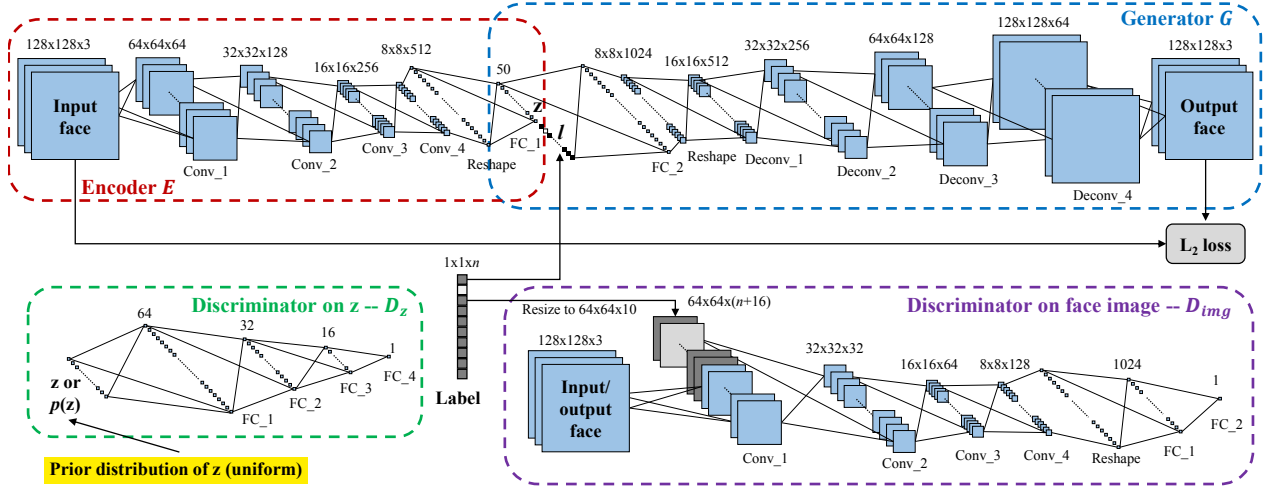 Generator G
128x128x3
64x64x64
32x32x128
16x16x256
8x8x512
50
8x8x1024
16x16x512
32x32x256
64x64x128
128x128x64
128x128x3
Input
face
z
l
Output
face
Conv_1
Conv_2
Conv_3
Conv_4
Reshape
FC_1
FC_2
Reshape
Deconv_1
Deconv_2
Deconv_3
Deconv_4
Encoder E
L2 loss
1x1xn
Label
Discriminator on z -- Dz
64
32
16
1
z or
p(z)
FC_1
FC_2
FC_3
FC_4
Prior distribution of z (uniform)
Discriminator on face image -- Dimg
Resize to 64x64x10
64x64x(n+16)
128x128x3
32x32x32
16x16x64
8x8x128
1024
1
Input/
output
face
Conv_1
Conv_2
Conv_3
Conv_4
Reshape
FC_1
FC_2